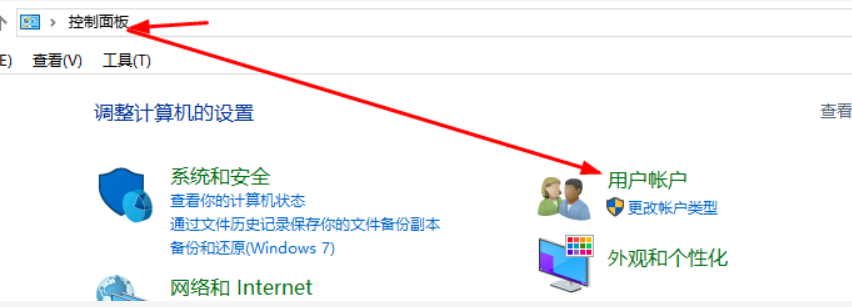 控制面板
E) 查看(V) 工具(T)
调整计算机的设置
查看
系统和安全
查看你的计算机状态
通过文件历史记录保存你的文件备份副本
备份和还原(Windows 7)
网络和 Internet
用户帐户
更改帐户类型
外观和个性化